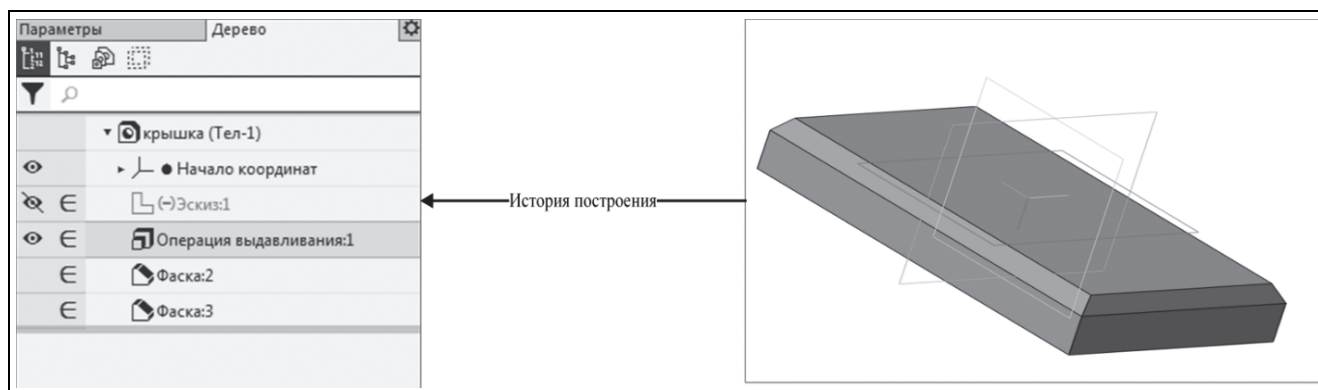 Параметры
Дерево
крышка (Тел-1)
Начало координат
История построения
(-)Эскиз:1
Операция выдавливания:1
Фаска:2
Фаска:3